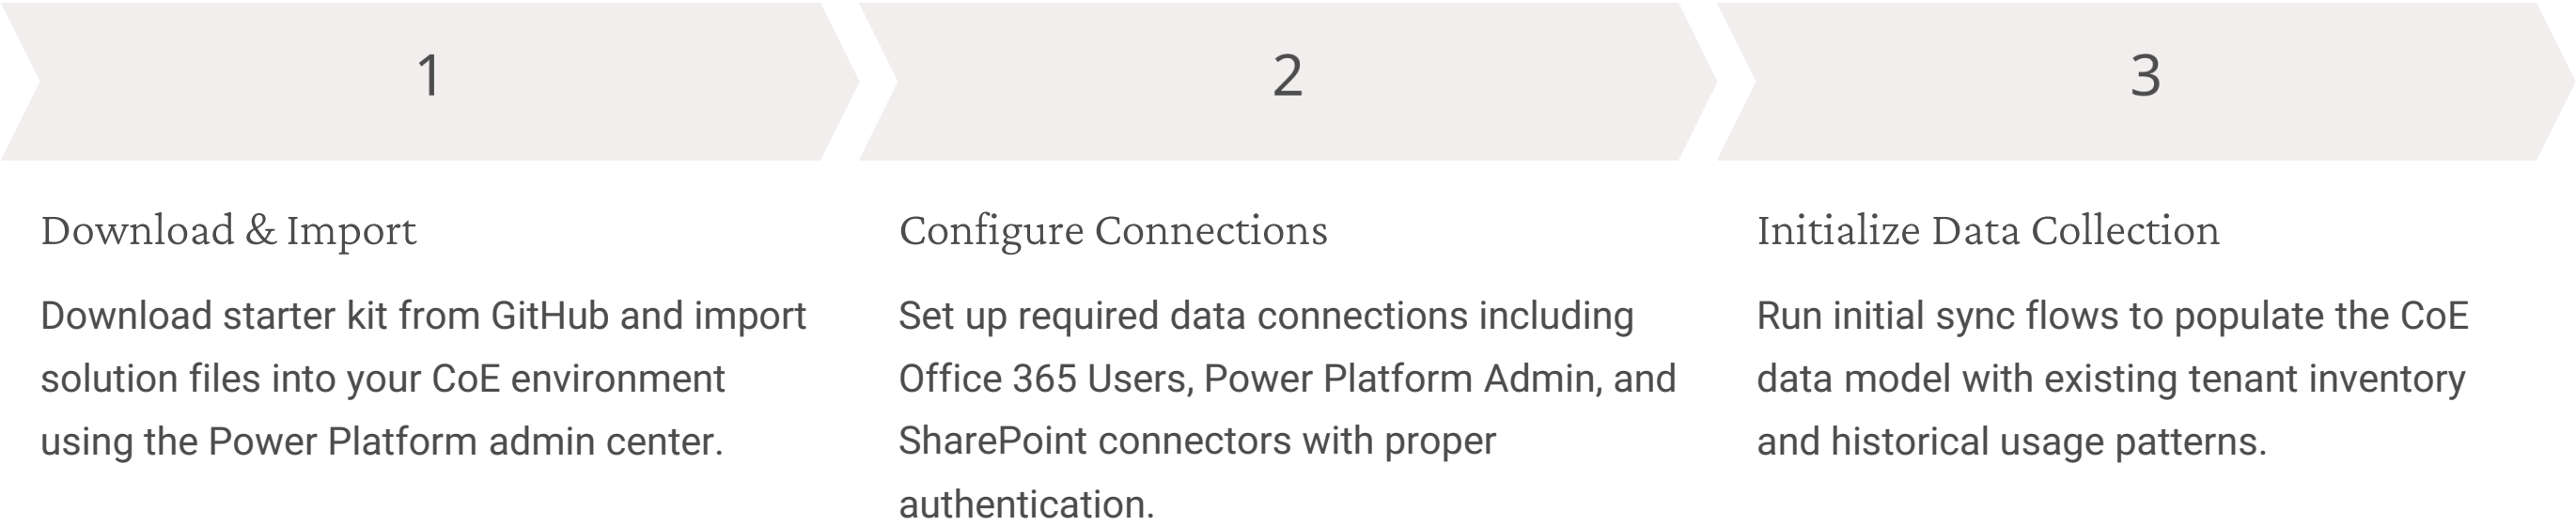 1
Download & Import
Download starter kit from GitHub and import
solution files into your CoE environment
using the Power Platform admin center.
2
Configure Connections
Set up required data connections including
Office 365 Users, Power Platform Admin, and
SharePoint connectors with proper
authentication.
3
Initialize Data Collection
Run initial sync flows to populate the CoE
data model with existing tenant inventory
and historical usage patterns.